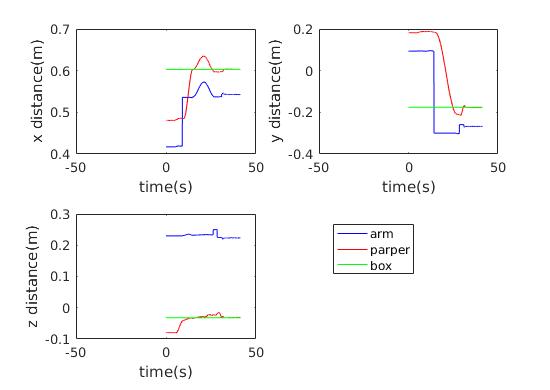 0.7
0.6
0.5
0.4
x distance(m)
-50
0
50
time(s)
0.2
0
-0.2
-0.4
y distance(m)
-50
0
50
time(s)
0.3
0.2
0.1
0
-0.1
z distance(m)
-50
0
50
time(s)
arm
parper
box